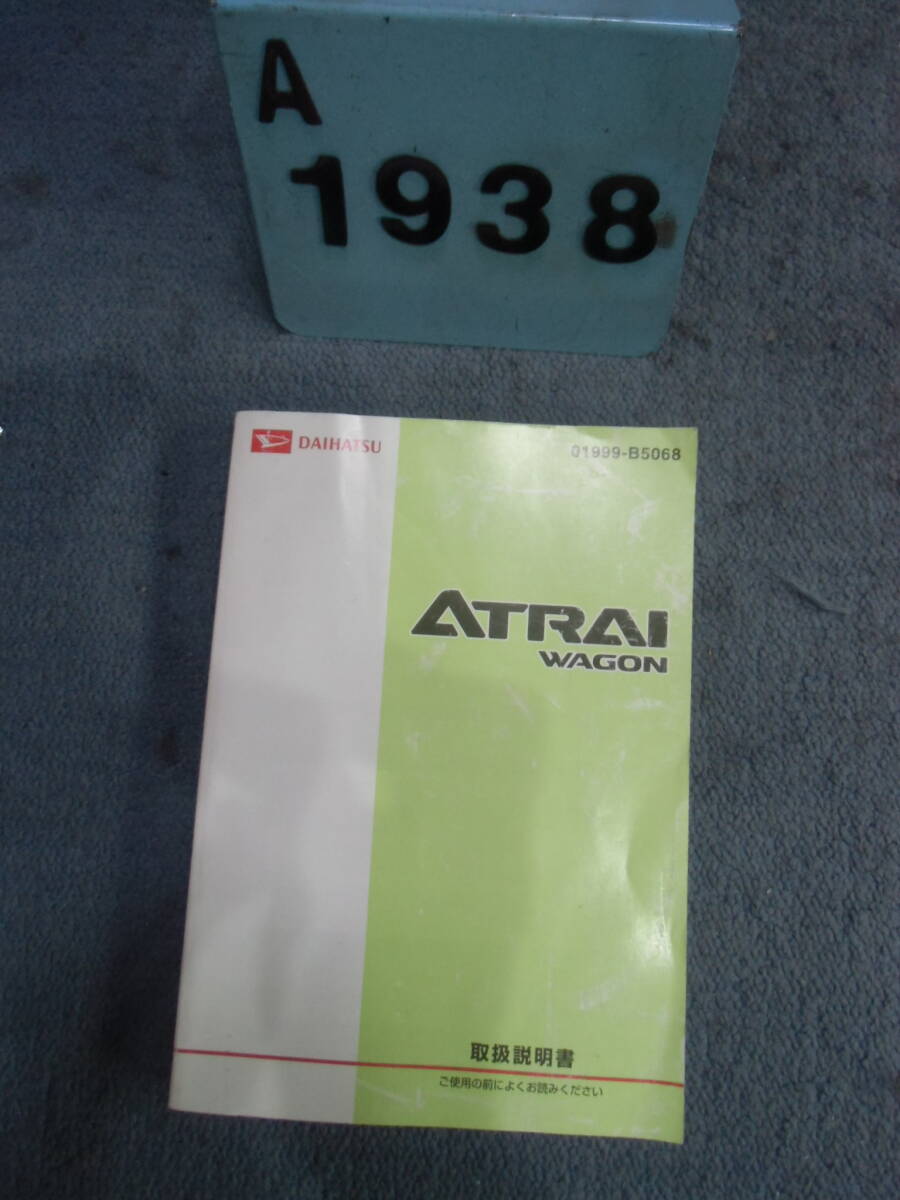 A
1938
DAIHATSU
01999-B5068
ATRAI
WAGON
取扱説明書
ご使用の前によくお読みください